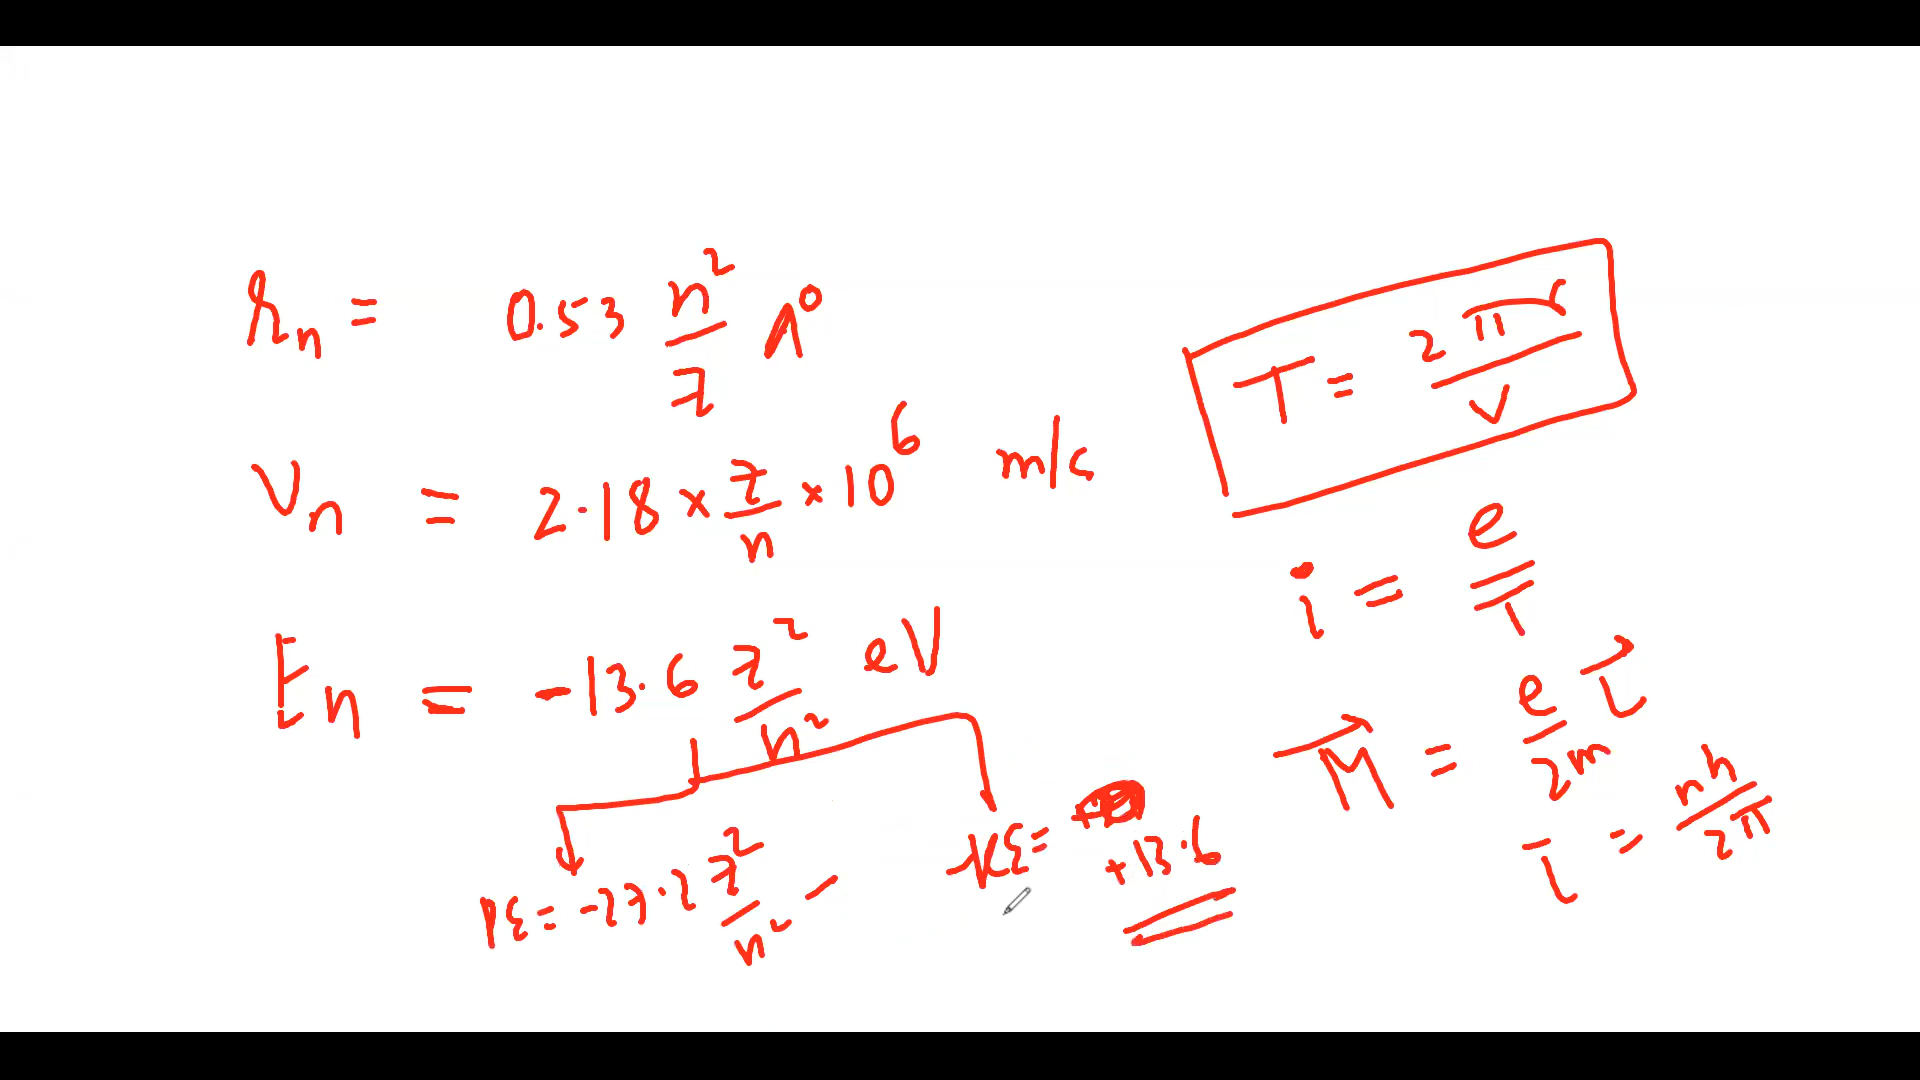 rₙ = 0.53 n²/z A⁰
Vₙ = 2.18 × z/n × 10⁶ m/s
Eₙ = -13.6 z²/n² eV
PE = -27.2 z²/n² -
KE = +13.6
T = 2πr/V
i = e/T
M⃗ = e/2m L⃗
L = nh/2π